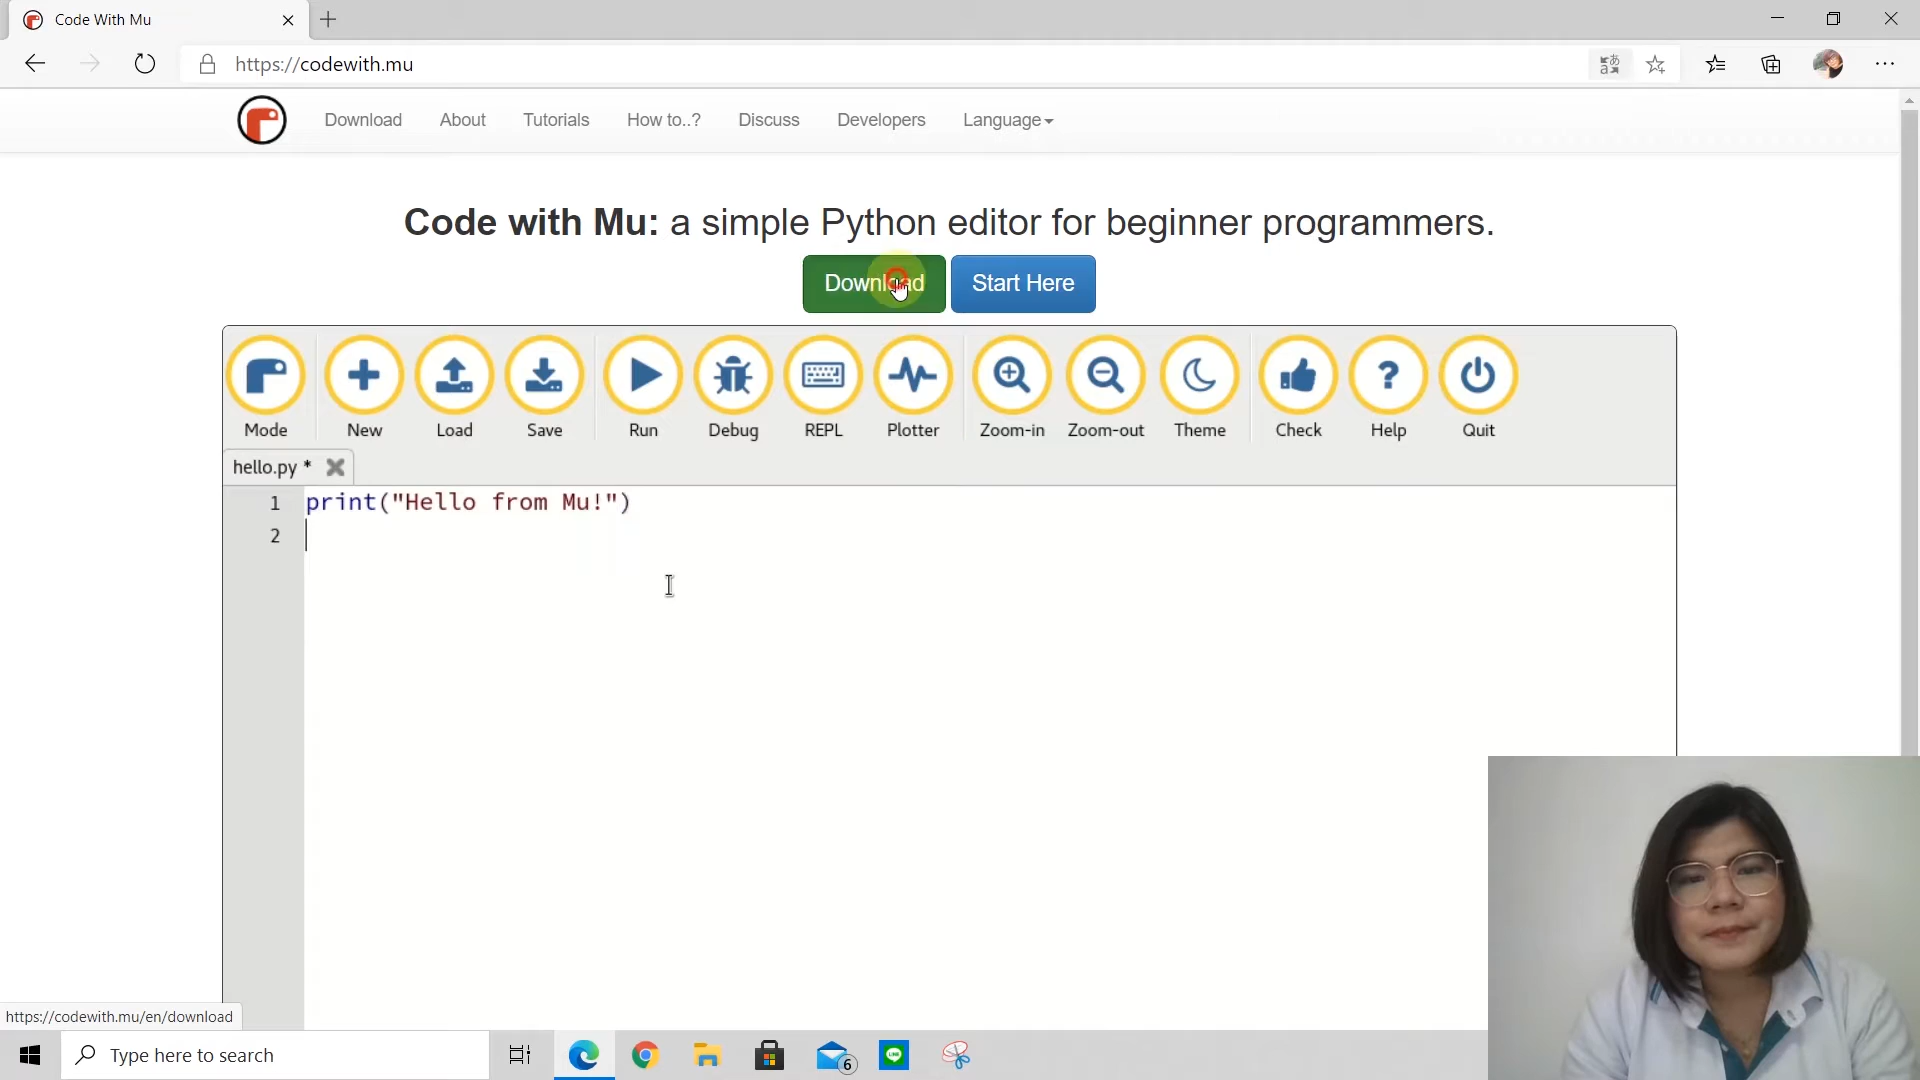 Code With Mu
https://codewith.mu
Download About Tutorials How to..? Discuss Developers Language
Code with Mu: a simple Python editor for beginner programmers.
Download Start Here
Mode New Load Save Run Debug REPL Plotter Zoom-in Zoom-out Theme Check Help Quit
hello.py *
1 print("Hello from Mu!")
2
https://codewith.mu/en/download
Type here to search
6